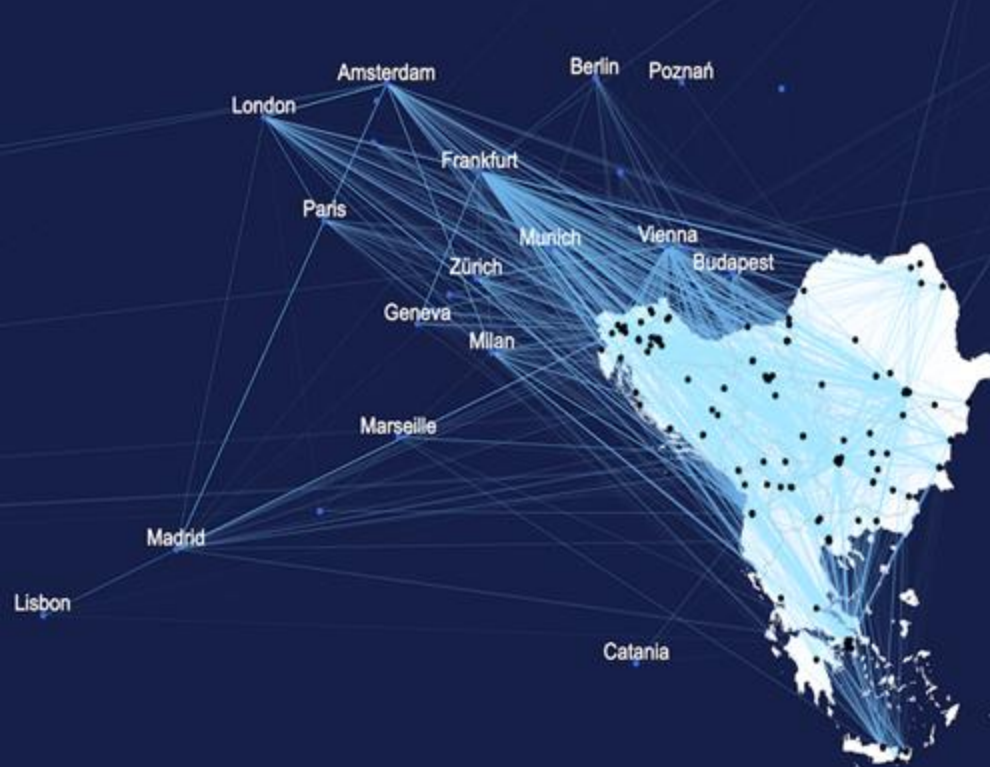 Amsterdam
Berlin
Poznań
London
Frankfurt
Paris
Munich
Vienna
Zürich
Budapest
Geneva
Milan
Marseille
Madrid
Lisbon
Catania